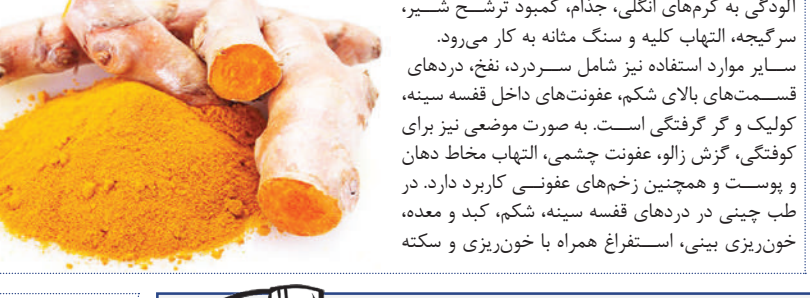 آلودگی به کرم‌های انگلی، جذام، کمبود ترشح شیر،
سرگیجه، التهاب کلیه و سنگ مثانه به کار می‌رود.
سایر موارد استفاده نیز شامل سردرد، نفخ، دردهای
قسمت‌های بالای شکم، عفونت‌های داخل قفسه سینه،
کولیک و گر گرفتگی است. به صورت موضعی نیز برای
کوفتگی، گزش زالو، عفونت چشمی، التهاب مخاط دهان
و پوست و همچنین زخم‌های عفونی کاربرد دارد. در
طب چینی در دردهای قفسه سینه، شکم، کبد و معده،
خون‌ریزی بینی، استفراغ همراه با خون‌ریزی و سکته